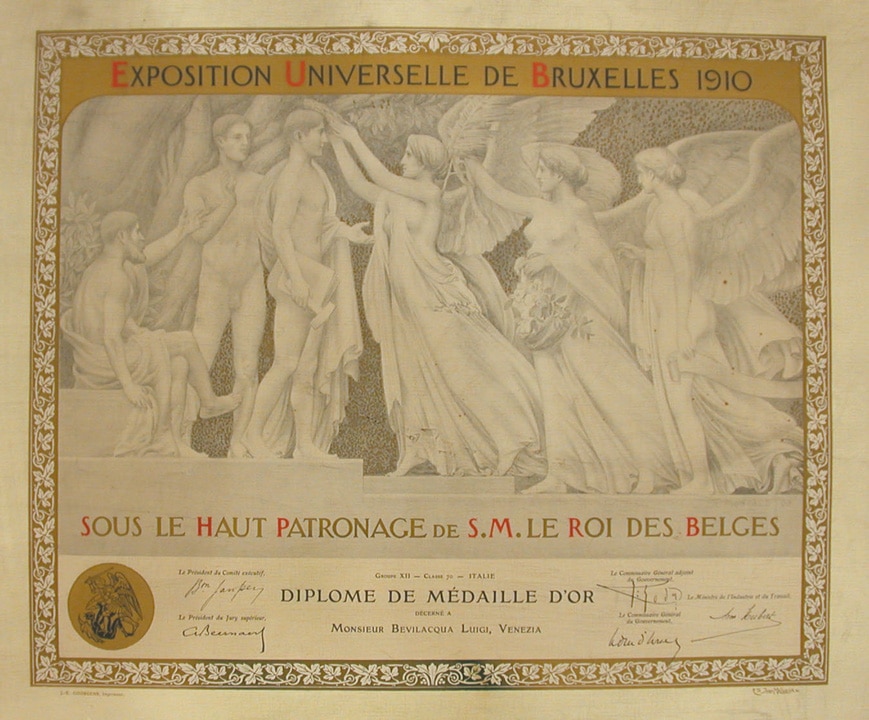 EXPOSITION UNIVERSELLE DE BRUXELLES 1910
SOUS LE HAUT PATRONAGE DE S.M. LE ROI DES BELGES
Le Président du Comité exécutif,
GROUPE XII — CLASSE 70 — ITALIE
Le Commissaire Général adjoint
du Gouvernement,
DIPLOME DE MÉDAILLE D'OR
Le Ministre de l'Industrie et du Travail
DÉCERNÉ A
Le Président du Jury supérieur,
Le Commissaire Général
du Gouvernement,
MONSIEUR BEVILACQUA LUIGI, VENEZIA